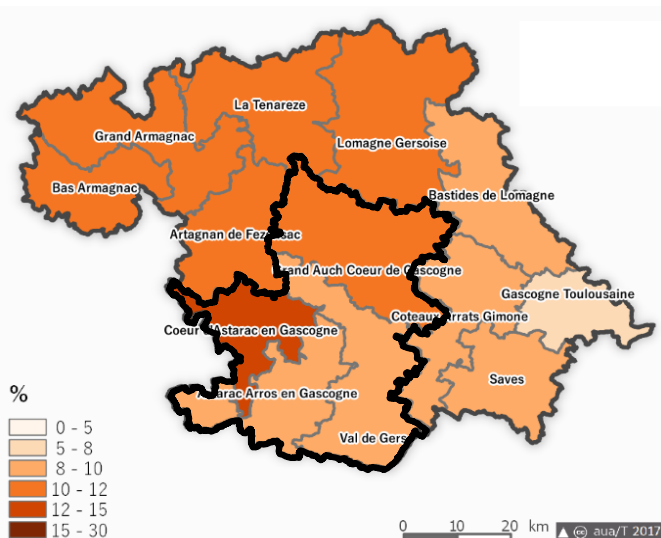 La Tenareze
Grand Armagnac
Lomagne Gersoise
Bas Armagnac
Bastides de Lomagne
Artagnan de Fezensac
Grand Auch Coeur de Gascogne
Gascogne Toulousaine
Coteaux Arrats Gimone
Coeur d'Astarac en Gascogne
Saves
Astarac Arros en Gascogne
Val de Gers
%
0 - 5
5 - 8
8 - 10
10 - 12
12 - 15
15 - 30
0 10 20 km
aua/T 2017